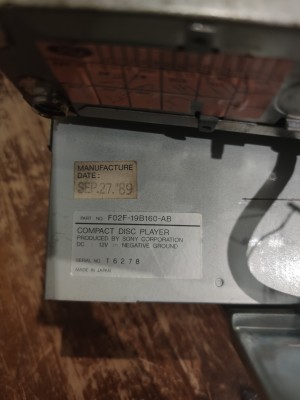 MANUFACTURE
DATE:
SEP.27.'89
PART NO. F02F-19B160-AB
COMPACT DISC PLAYER
PRODUCED BY SONY CORPORATION
DC 12V — NEGATIVE GROUND
SERIAL NO. 16278
MADE IN JAPAN